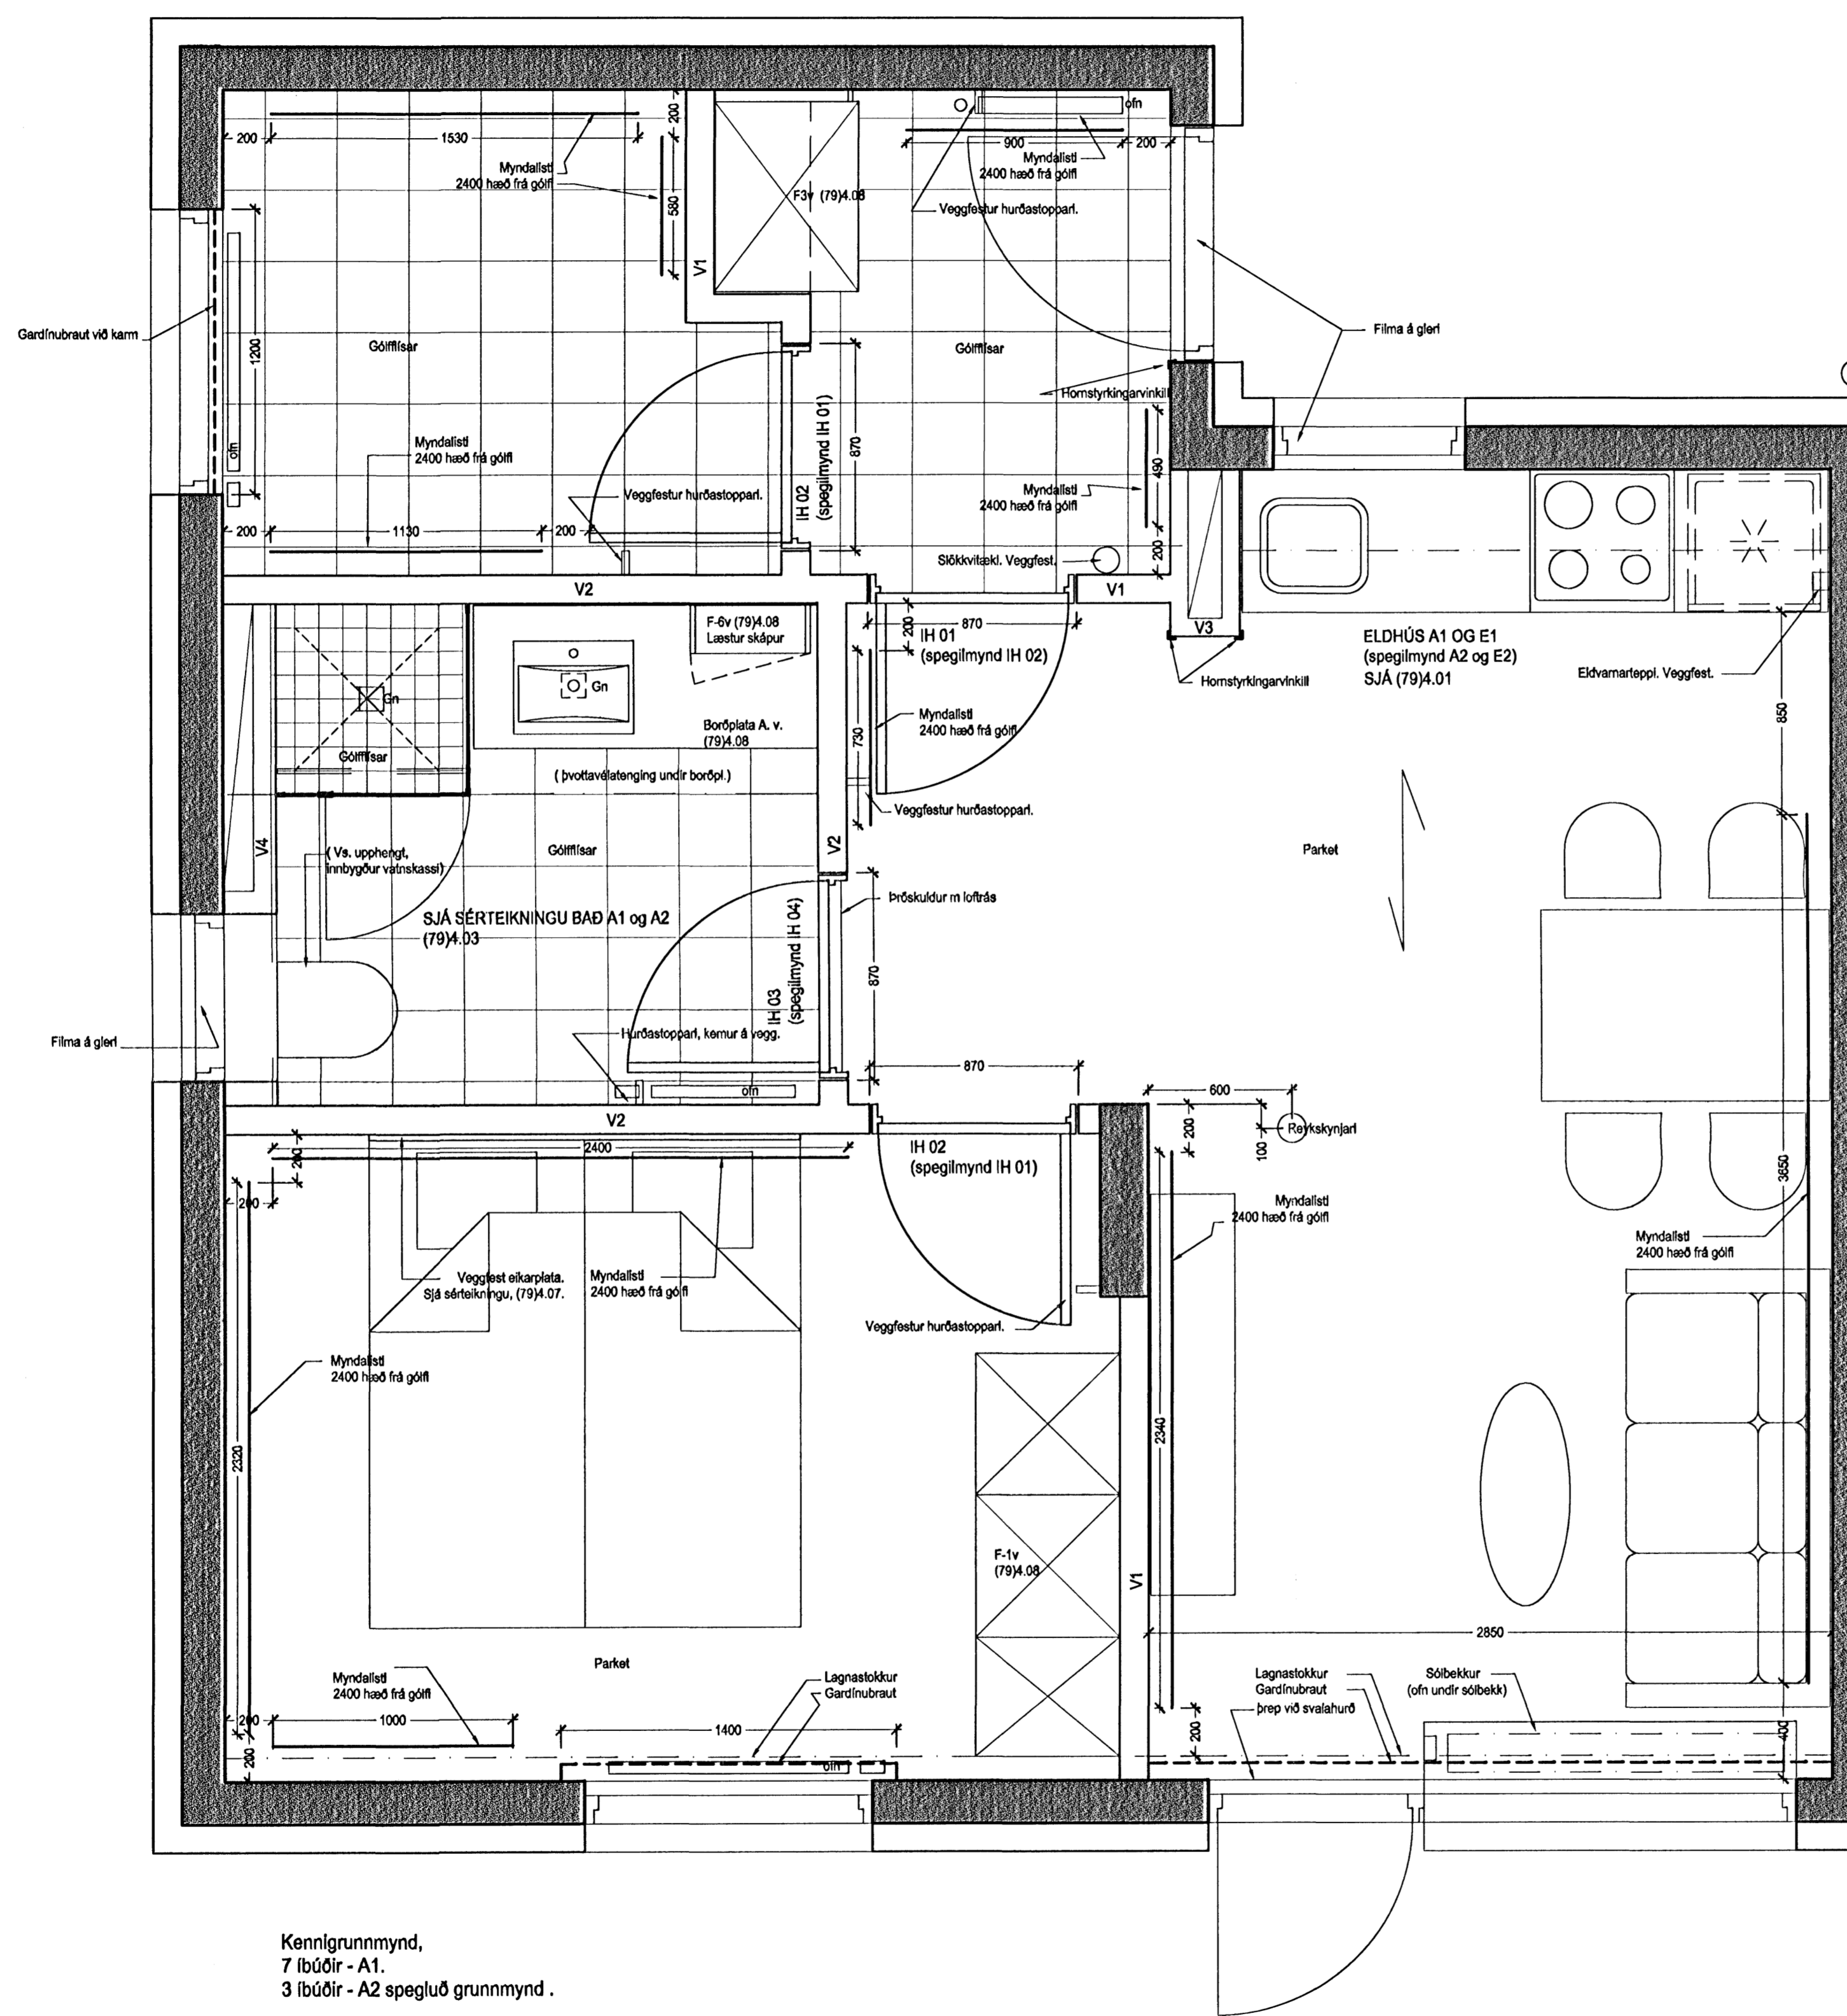 200
1530
200
Myndalisti
2400 hæð frá gólfi
580
V1
F3v (79)4.08
ofn
900
200
Myndalisti
2400 hæð frá gólfi
Veggfestur hurðastoppari.
Gardínubraut við karm
1200
ofn
Gólfflísar
Gólfflísar
Filma á gleri
Hornstyrkingarvinkill
Myndalisti
2400 hæð frá gólfi
Veggfestur hurðastoppari.
IH 02
(spegilmynd IH 01)
870
Myndalisti
2400 hæð frá gólfi
490
200
200
1130
200
Slökkvitæki. Veggfest.
V2
V1
V3
F-6v (79)4.08
Læstur skápur
Gn
Gn
Gólfflísar
Borðplata A. v.
(79)4.08
( þvottavélatenging undir borðpl.)
200
870
IH 01
(spegilmynd IH 02)
Hornstyrkingarvinkill
ELDHÚS A1 OG E1
(spegilmynd A2 og E2)
SJÁ (79)4.01
Eldvarnarteppi. Veggfest.
850
730
Myndalisti
2400 hæð frá gólfi
Veggfestur hurðastoppari.
V4
V2
( Vs. upphengt,
innbygður vatnskassi)
Gólfflísar
Parket
Þröskuldur m loftrás
SJÁ SÉRTEIKNINGU BAÐ A1 og A2
(79)4.03
IH 03
(spegilmynd IH 04)
870
Filma á gleri
Hurðastoppari, kemur á vegg.
ofn
870
600
200
100
Reykskynjari
V2
2400
200
200
IH 02
(spegilmynd IH 01)
3650
Myndalisti
2400 hæð frá gólfi
Myndalisti
2400 hæð frá gólfi
Veggfest eikarplata.
Sjá sérteikningu, (79)4.07.
Myndalisti
2400 hæð frá gólfi
Veggfestur hurðastoppari.
Myndalisti
2400 hæð frá gólfi
2320
2340
F-1v
(79)4.08
V1
2850
Parket
Myndalisti
2400 hæð frá gólfi
Lagnastokkur
Gardínubraut
Lagnastokkur
Gardínubraut
þrep við svalahurð
Sólbekkur
(ofn undir sólbekk)
200
1000
1400
200
200
400
ofn
Kennigrunnmynd,
7 íbúðir - A1.
3 íbúðir - A2 spegluð grunnmynd .